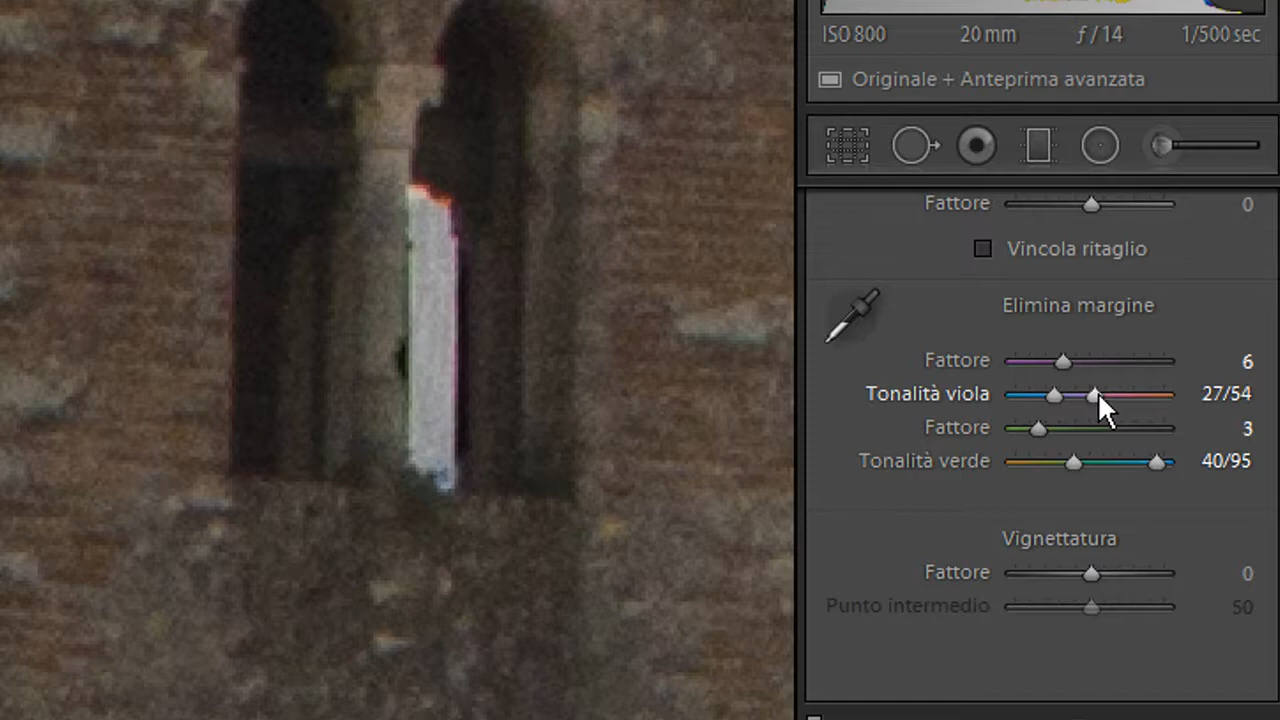 ISO 800 20 mm ƒ / 14 1/500 sec
Originale + Anteprima avanzata
Fattore 0
Vincola ritaglio
Elimina margine
Fattore 6
Tonalità viola 27/54
Fattore 3
Tonalità verde 40/95
Vignettatura
Fattore 0
Punto intermedio 50